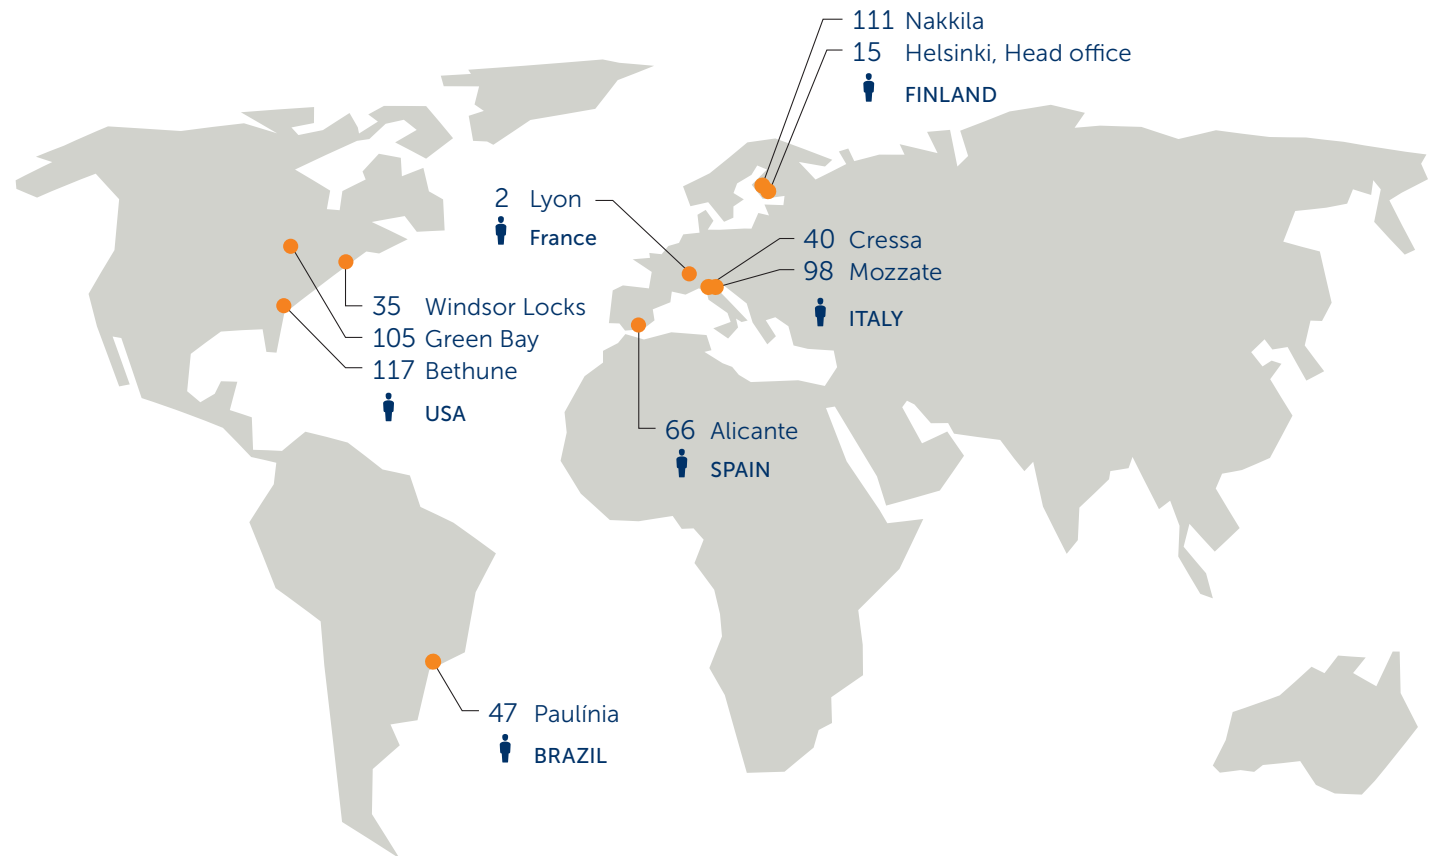 111 Nakkila
15 Helsinki, Head office
FINLAND
2 Lyon
France
40 Cressa
98 Mozzate
ITALY
35 Windsor Locks
105 Green Bay
117 Bethune
USA
66 Alicante
SPAIN
47 Paulínia
BRAZIL